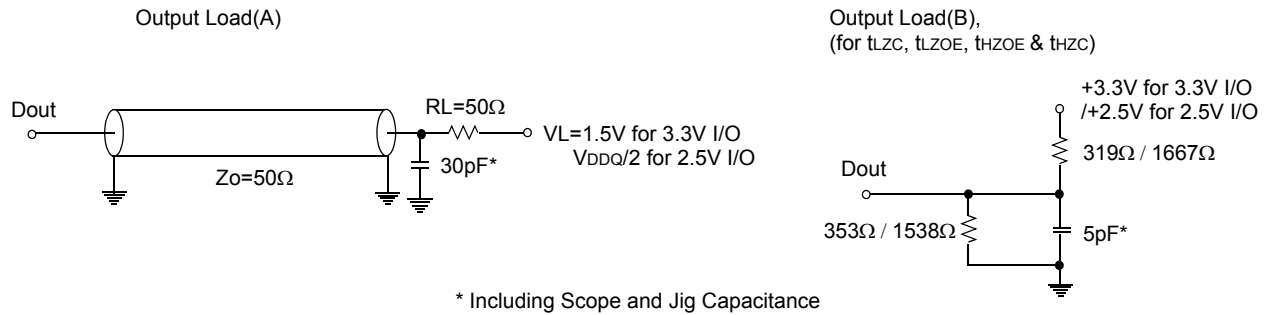 Output Load(A)
Dout
Zo=50Ω
RL=50Ω
30pF*
VL=1.5V for 3.3V I/O
VDDQ/2 for 2.5V I/O
Output Load(B),
(for tLZC, tLZOE, tHZOE & tHZC)
+3.3V for 3.3V I/O
/+2.5V for 2.5V I/O
319Ω / 1667Ω
Dout
353Ω / 1538Ω
5pF*
* Including Scope and Jig Capacitance